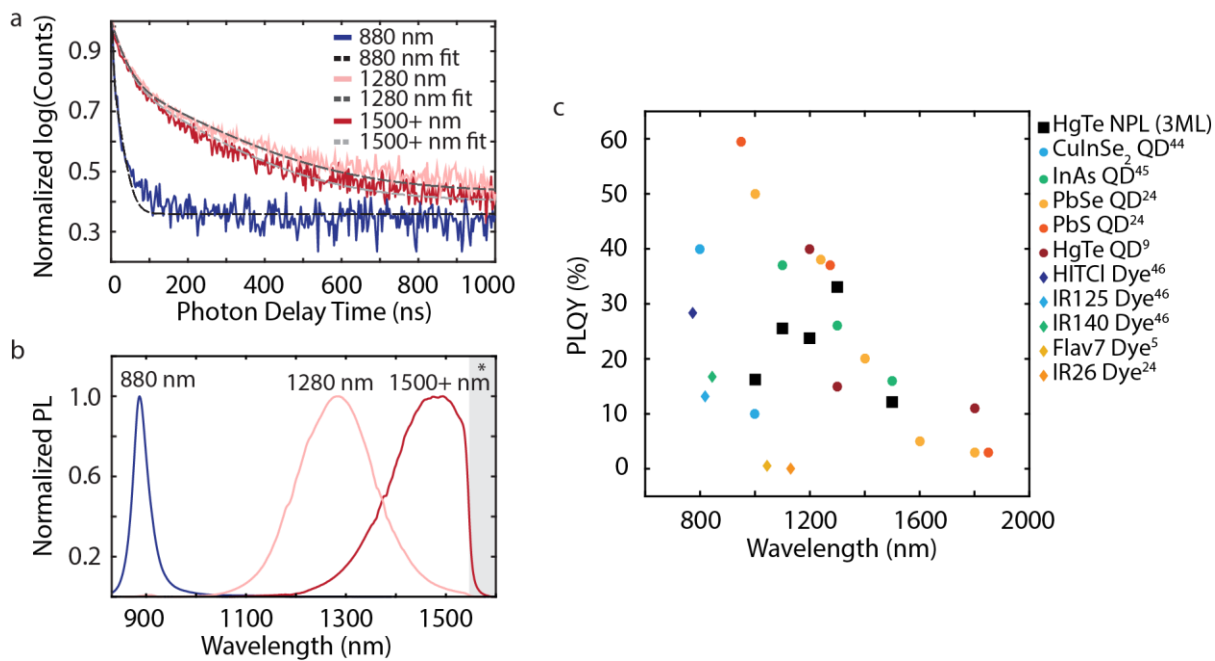 a
Normalized log(Counts)
0.9
0.7
0.5
0.3
0 200 400 600 800 1000
Photon Delay Time (ns)
880 nm
880 nm fit
1280 nm
1280 nm fit
1500+ nm
1500+ nm fit
b
Normalized PL
1.0
0.6
0.2
880 nm
1280 nm
1500+ nm
*
900 1100 1300 1500
Wavelength (nm)
c
PLQY (%)
60
50
40
30
20
10
0
800 1200 1600 2000
Wavelength (nm)
HgTe NPL (3ML)
CuInSe₂ QD⁴⁴
InAs QD⁴⁵
PbSe QD²⁴
PbS QD²⁴
HgTe QD⁹
HITCl Dye⁴⁶
IR125 Dye⁴⁶
IR140 Dye⁴⁶
Flav7 Dye⁵
IR26 Dye²⁴